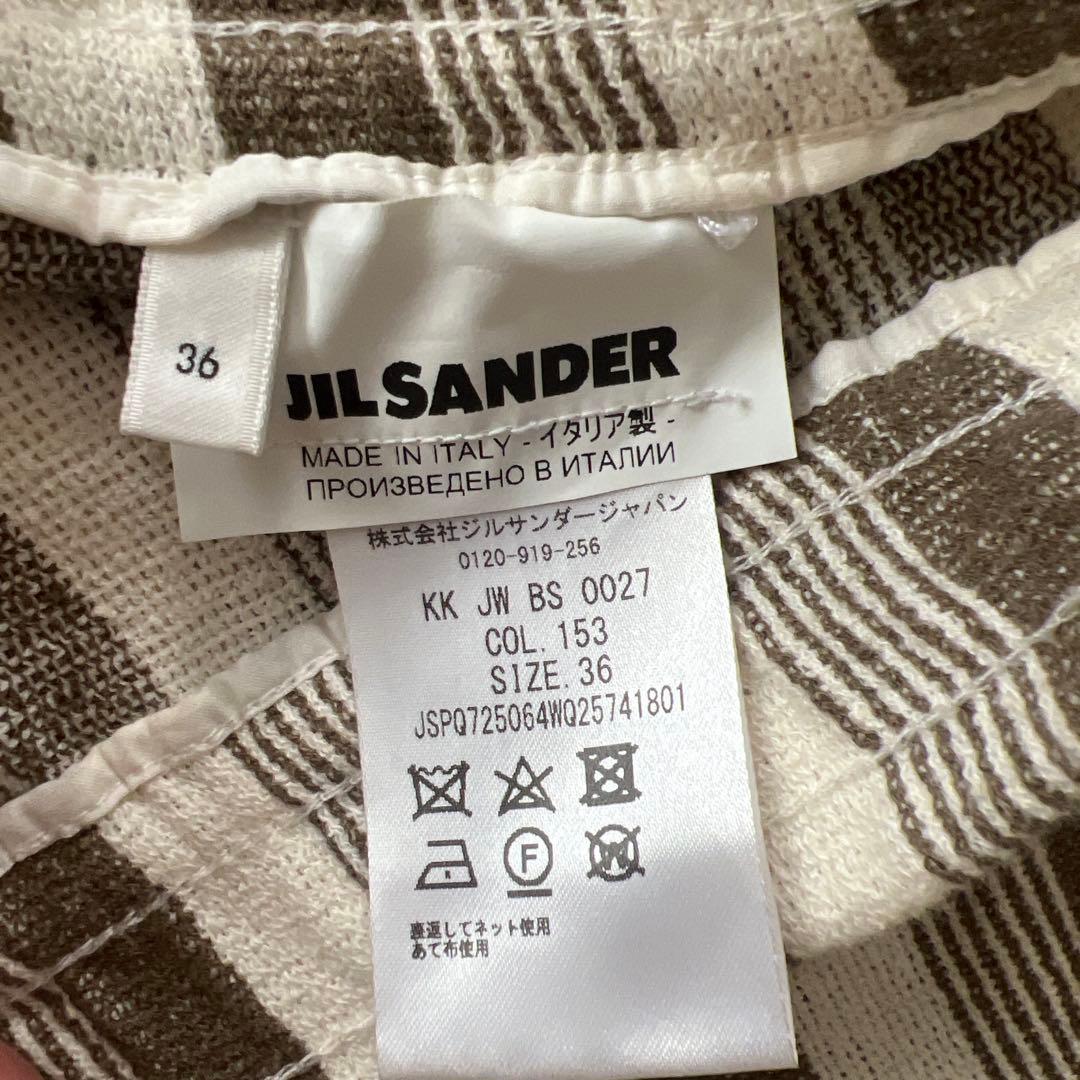 36
JIL SANDER
MADE IN ITALY - イタリア製 -
ПРОИЗВЕДЕНО В ИТАЛИИ
株式会社ジルサンダージャパン
0120-919-256
KK JW BS 0027
COL. 153
SIZE. 36
JSPQ725064WQ25741801
F
W
裏返してネット使用
あて布使用